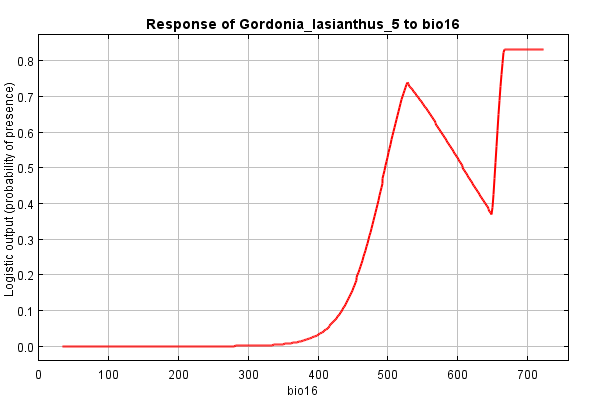 Response of Gordonia_lasianthus_5 to bio16
Logistic output (probability of presence)
0.8
0.7
0.6
0.5
0.4
0.3
0.2
0.1
0.0
0 100 200 300 400 500 600 700
bio16